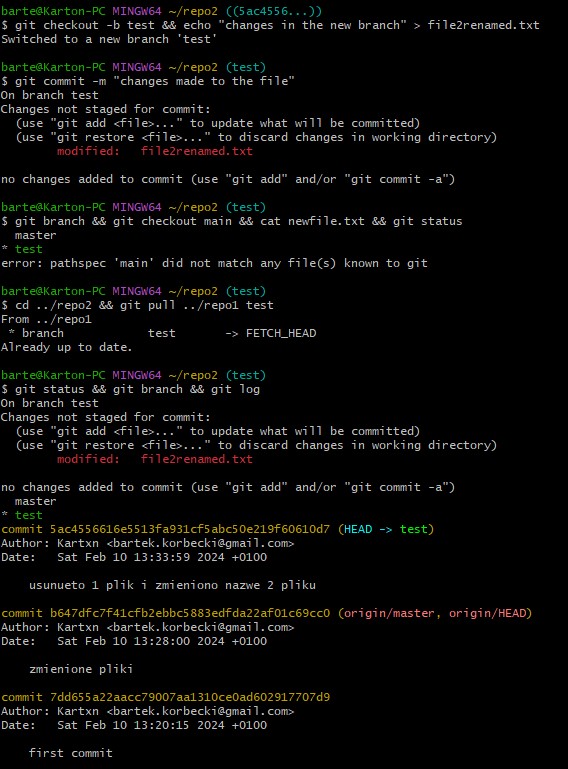 barte@Karton-PC MINGW64 ~/repo2 ((5ac4556...))
$ git checkout -b test && echo "changes in the new branch" > file2renamed.txt
Switched to a new branch 'test'
barte@Karton-PC MINGW64 ~/repo2 (test)
$ git commit -m "changes made to the file"
On branch test
Changes not staged for commit:
  (use "git add <file>..." to update what will be committed)
  (use "git restore <file>..." to discard changes in working directory)
        modified:   file2renamed.txt
no changes added to commit (use "git add" and/or "git commit -a")
barte@Karton-PC MINGW64 ~/repo2 (test)
$ git branch && git checkout main && cat newfile.txt && git status
  master
* test
error: pathspec 'main' did not match any file(s) known to git
barte@Karton-PC MINGW64 ~/repo2 (test)
$ cd ../repo2 && git pull ../repo1 test
From ../repo1
 * branch            test       -> FETCH_HEAD
Already up to date.
barte@Karton-PC MINGW64 ~/repo2 (test)
$ git status && git branch && git log
On branch test
Changes not staged for commit:
  (use "git add <file>..." to update what will be committed)
  (use "git restore <file>..." to discard changes in working directory)
        modified:   file2renamed.txt
no changes added to commit (use "git add" and/or "git commit -a")
  master
* test
commit 5ac4556616e5513fa931cf5abc50e219f60610d7 (HEAD -> test)
Author: Kartxn <bartek.korbecki@gmail.com>
Date:   Sat Feb 10 13:33:59 2024 +0100
    usunueto 1 plik i zmieniono nazwe 2 pliku
commit b647dfc7f41cfb2ebbc5883edfda22af01c69cc0 (origin/master, origin/HEAD)
Author: Kartxn <bartek.korbecki@gmail.com>
Date:   Sat Feb 10 13:28:00 2024 +0100
    zmienione pliki
commit 7dd655a22aacc79007aa1310ce0ad602917707d9
Author: Kartxn <bartek.korbecki@gmail.com>
Date:   Sat Feb 10 13:20:15 2024 +0100
    first commit